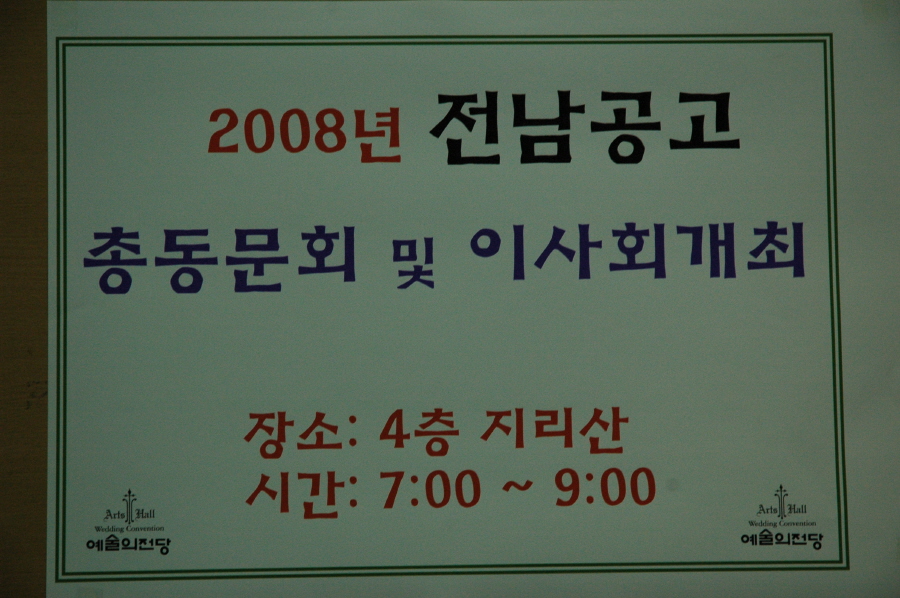 2008년 전남공고
총동문회 및 이사회개최
장소: 4층 지리산
시간: 7:00 ~ 9:00
Arts Hall
Wedding Convention
예술의전당
Arts Hall
Wedding Convention
예술의전당